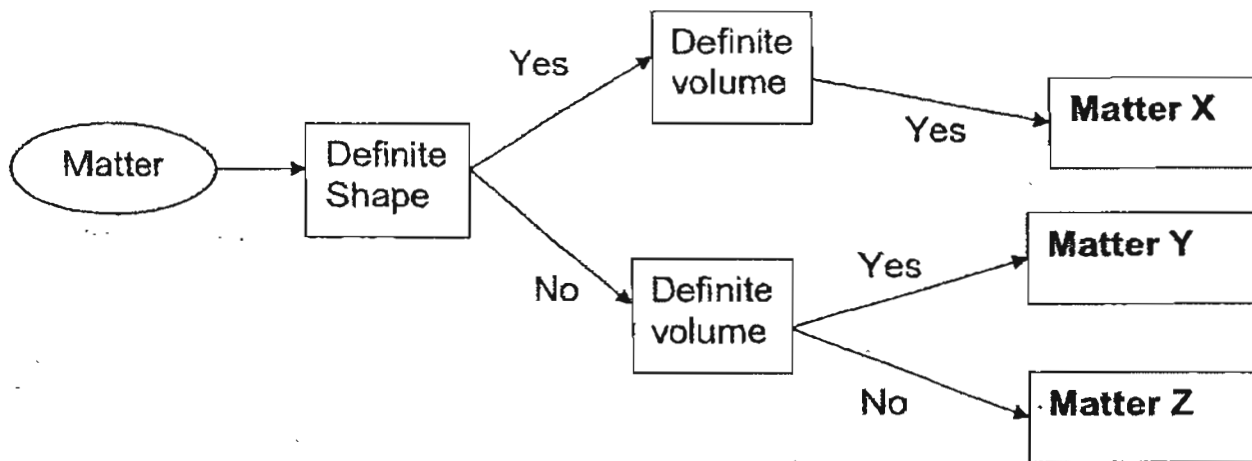 Matter
Definite
Shape
Yes
No
Definite
volume
Definite
volume
Yes
Yes
No
Matter X
Matter Y
Matter Z